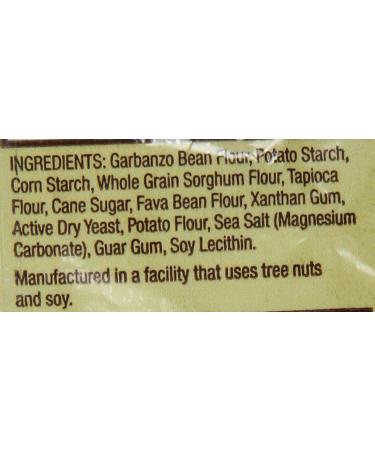 INGREDIENTS: Garbanzo Bean Flour, Potato Starch,
Corn Starch, Whole Grain Sorghum Flour, Tapioca
Flour, Cane Sugar, Fava Bean Flour, Xanthan Gum,
Active Dry Yeast, Potato Flour, Sea Salt (Magnesium
Carbonate), Guar Gum, Soy Lecithin.
Manufactured in a facility that uses tree nuts
and soy.